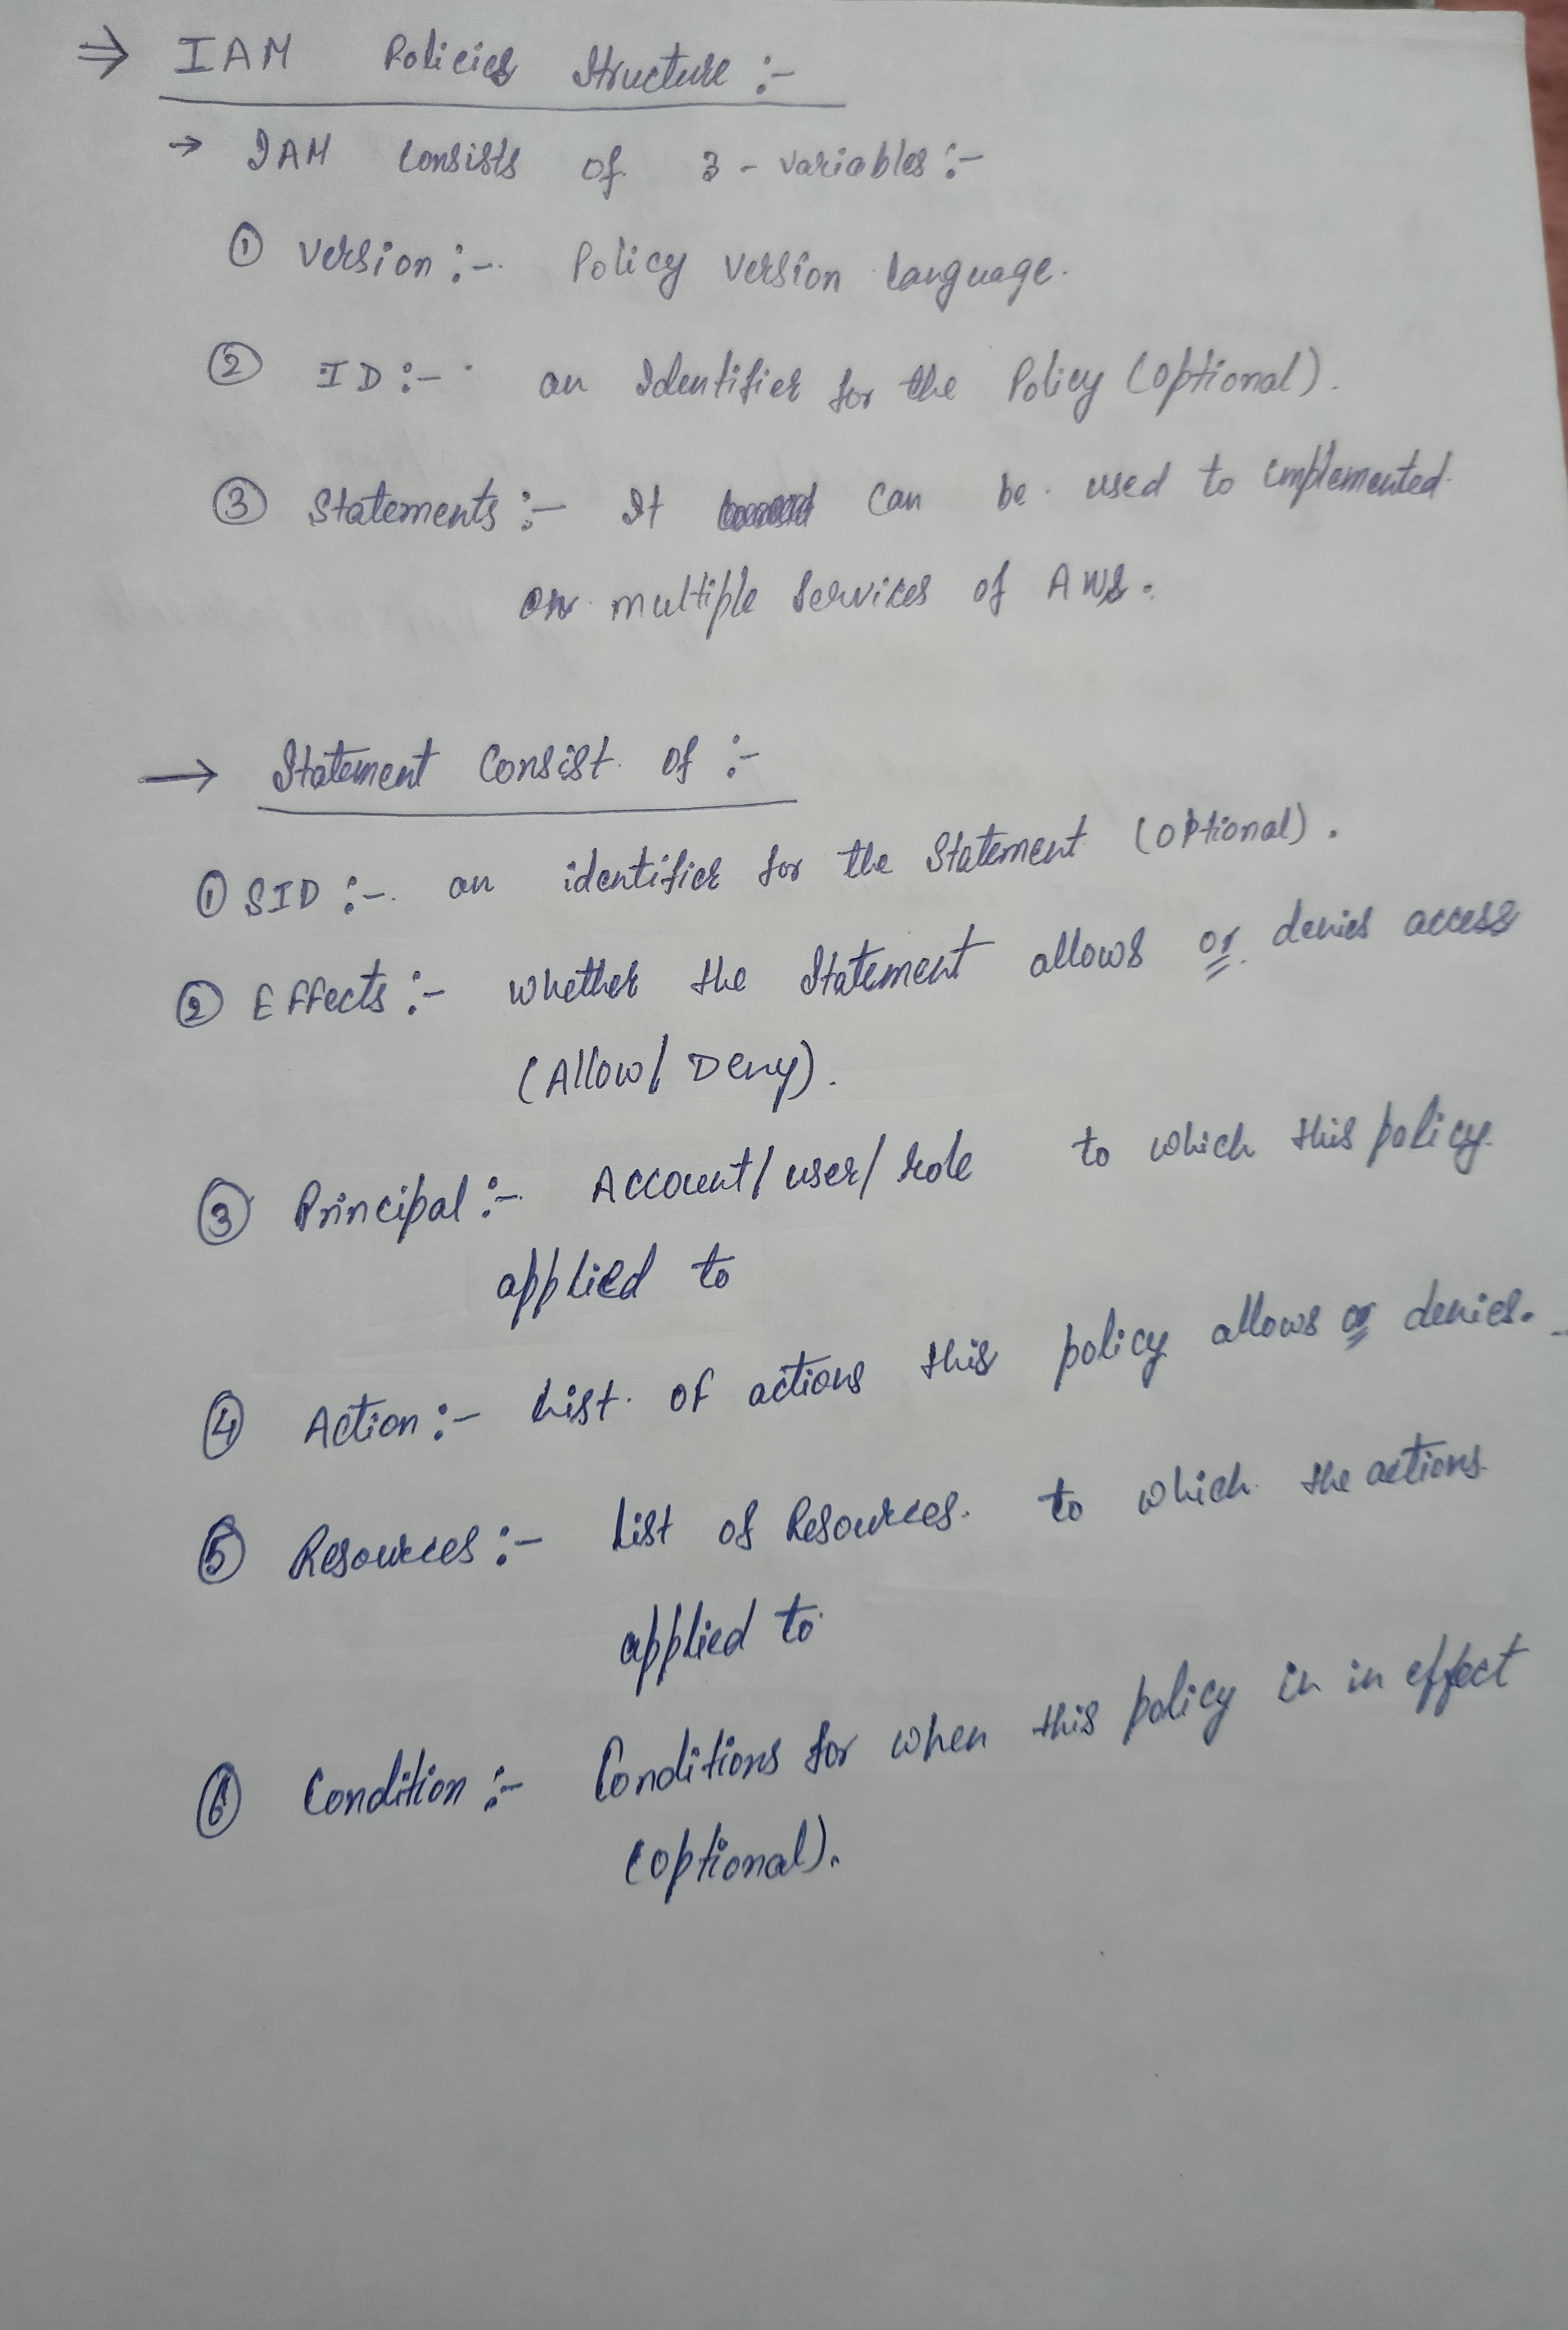 ⇒ IAM Policies Structure :-
→ IAM Consists of 3 - variables :-
① Version :- Policy version language.
② ID :- an Identifier for the Policy (optional).
③ Statements :- It can be used to implemented
on multiple services of AWS.
→ Statement Consist of :-
① SID :- an identifier for the Statement (optional).
② Effects :- whether the Statement allows or denies access
(Allow/ Deny).
③ Principal :- Account/ user/ role to which this policy
applied to
④ Action :- List of actions this policy allows or denies.
⑤ Resources :- List of Resources. to which the actions
applied to
⑥ Condition :- Conditions for when this policy in in effect
(optional).